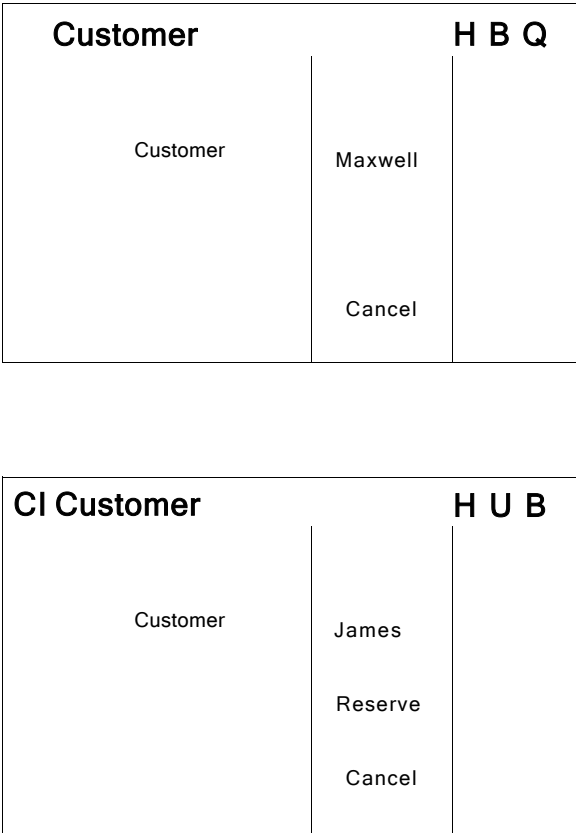 Customer H B Q
Customer
Maxwell
Cancel
CI Customer H U B
Customer
James
Reserve
Cancel